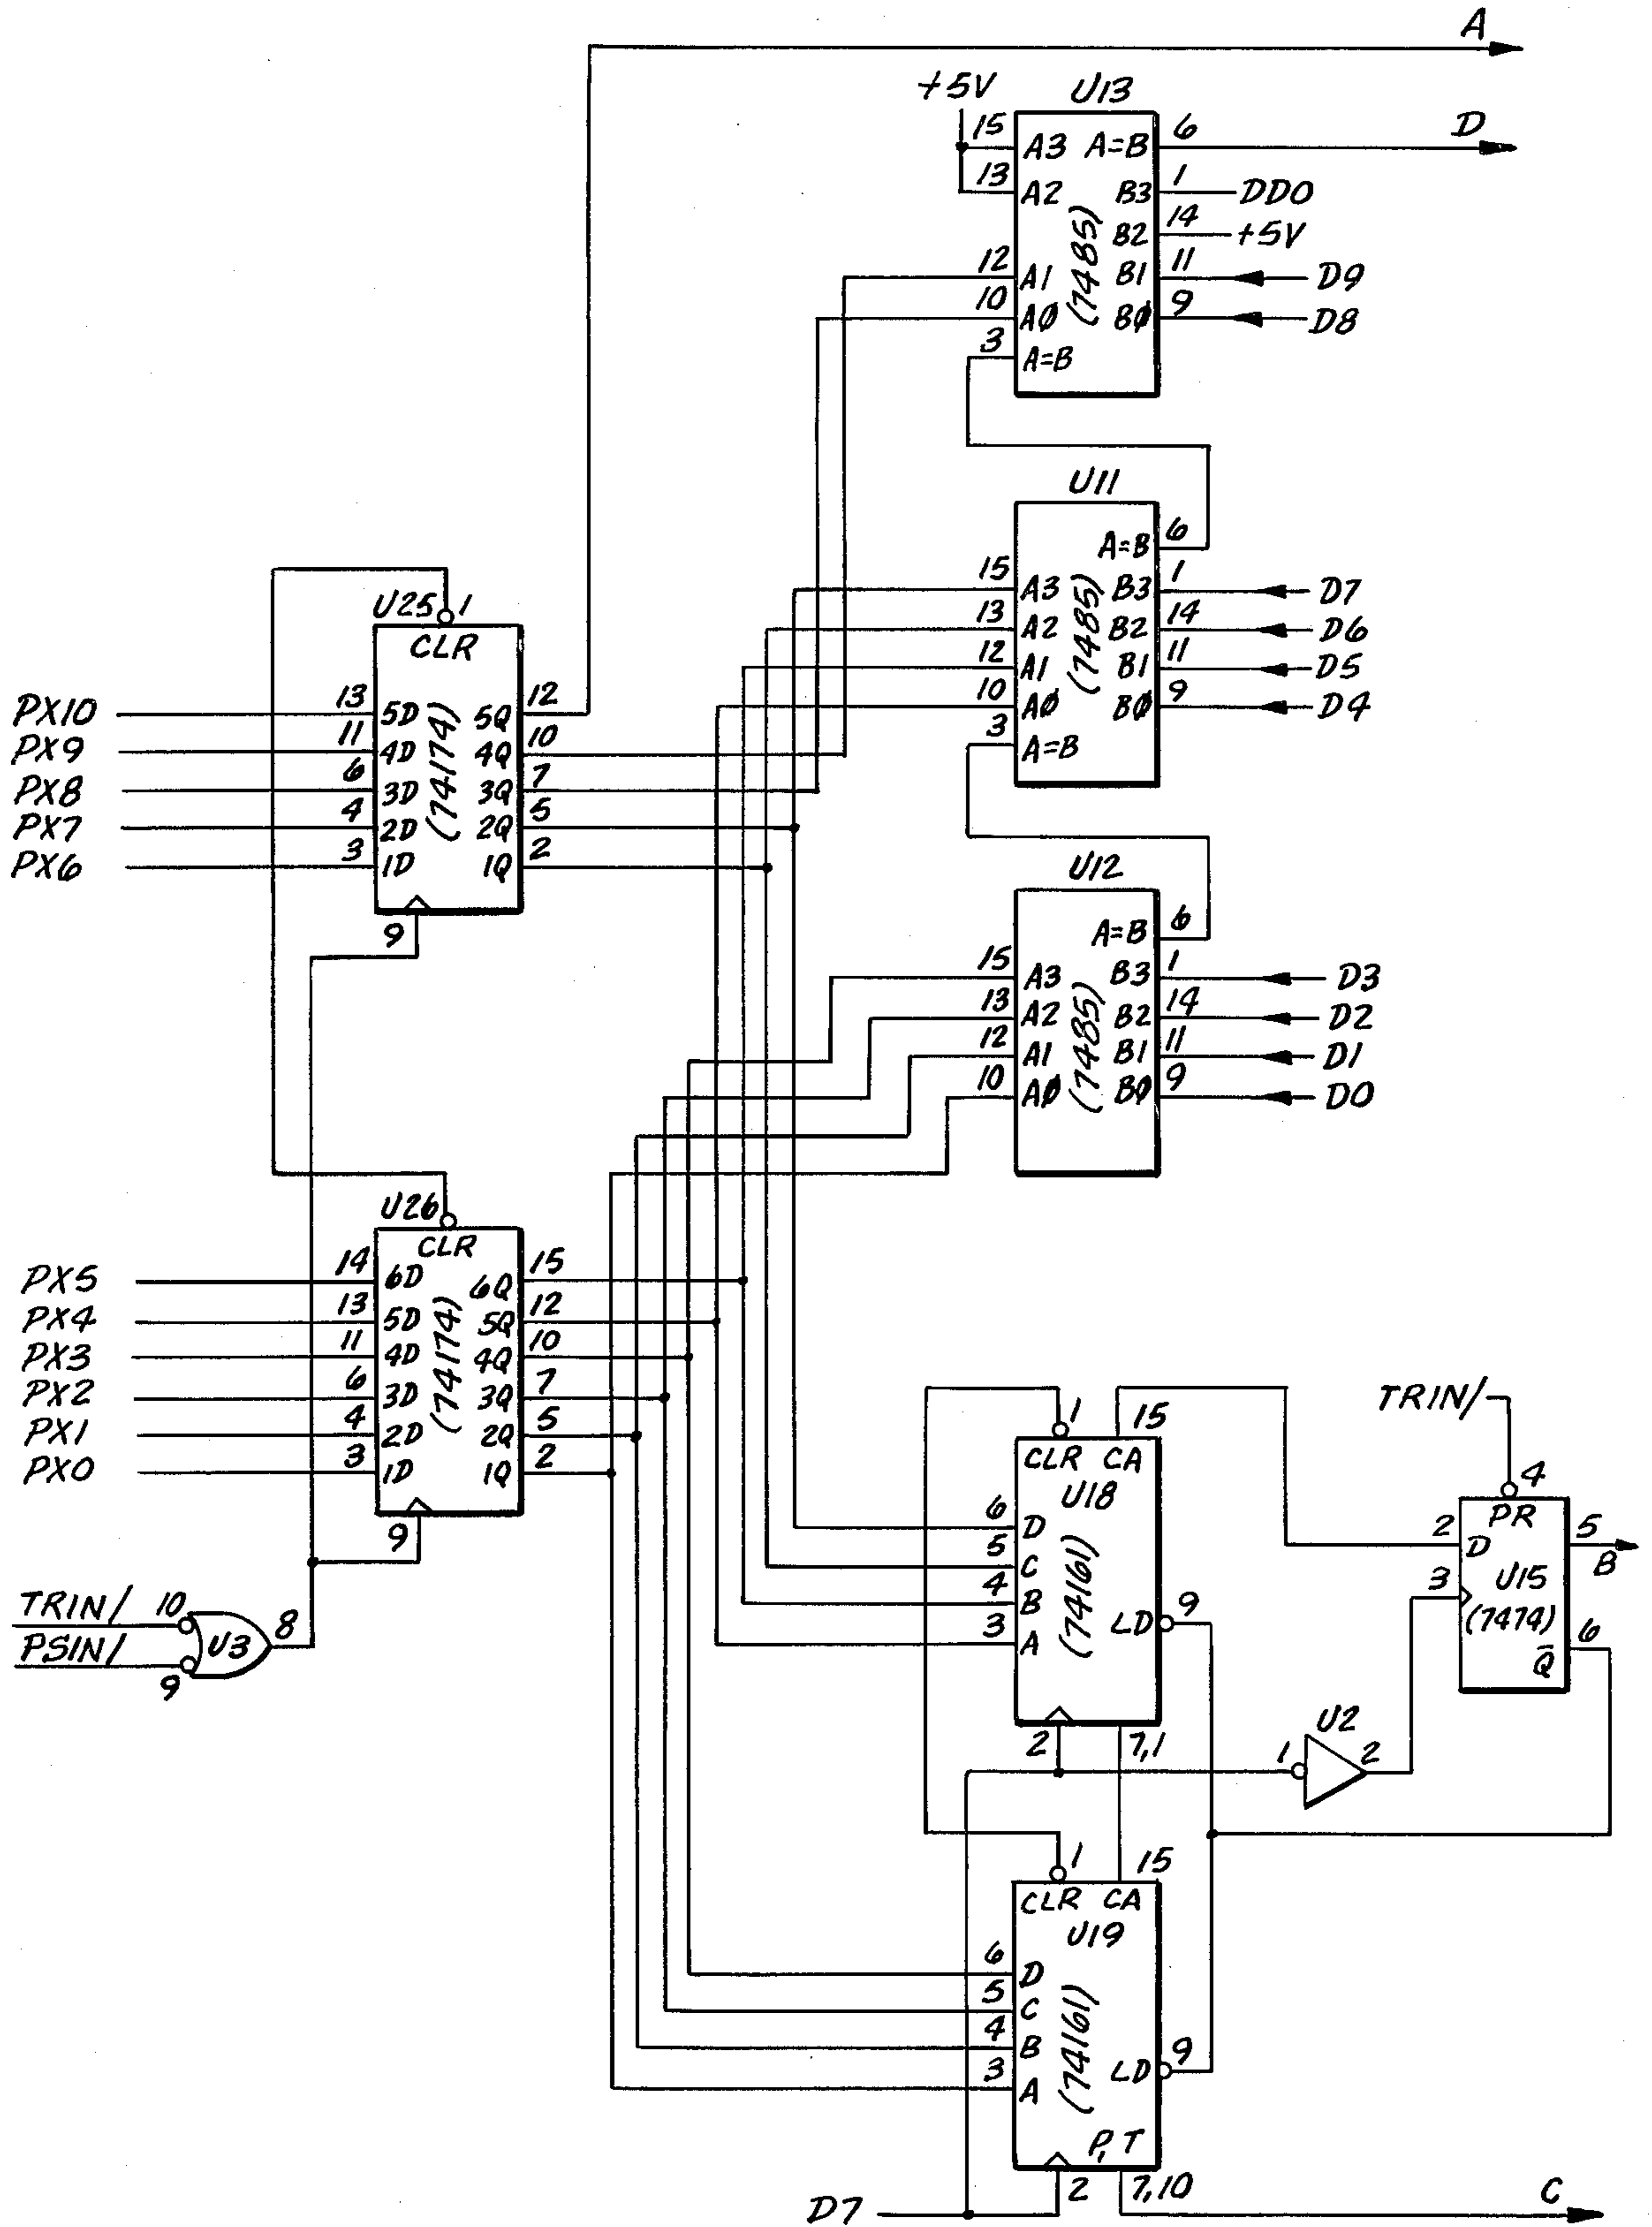 A
+5V
U13
15 A3 A=B 6
D
13 A2 B3 1 DD0
(7485)
B2 14 +5V
12 A1 B1 11 D9
10 AØ BØ 9 D8
3 A=B
U11
A=B 6
15 A3 B3 1 D7
(7485)
13 A2 B2 14 D6
12 A1 B1 11 D5
10 AØ BØ 9 D4
3 A=B
U25 1
CLR
PX10 13 5D 5Q 12
PX9 11 4D 4Q 10
(74174)
PX8 6 3D 3Q 7
PX7 4 2D 2Q 5
PX6 3 1D 1Q 2
9
U12
A=B 6
15 A3 B3 1 D3
13 A2 B2 14 D2
(7485)
12 A1 B1 11 D1
10 AØ BØ 9 D0
U26
CLR
PX5 14 6D 6Q 15
PX4 13 5D 5Q 12
PX3 11 4D 4Q 10
(74174)
PX2 6 3D 3Q 7
PX1 4 2D 2Q 5
PX0 3 1D 1Q 2
9
TRIN/ 10
U3 8
PSIN/
9
1 15
CLR CA
U18
6 D
5 C
4 B
3 A
(74161)
LD 9
2 7,1
TRIN/
4
PR
2 D 5
B
3 U15
(7474)
Q̄ 6
U2
1 2
1 15
CLR CA
U19
6 D
5 C
4 B
3 A
(74161)
LD 9
P,T
D7 2 7,10 C